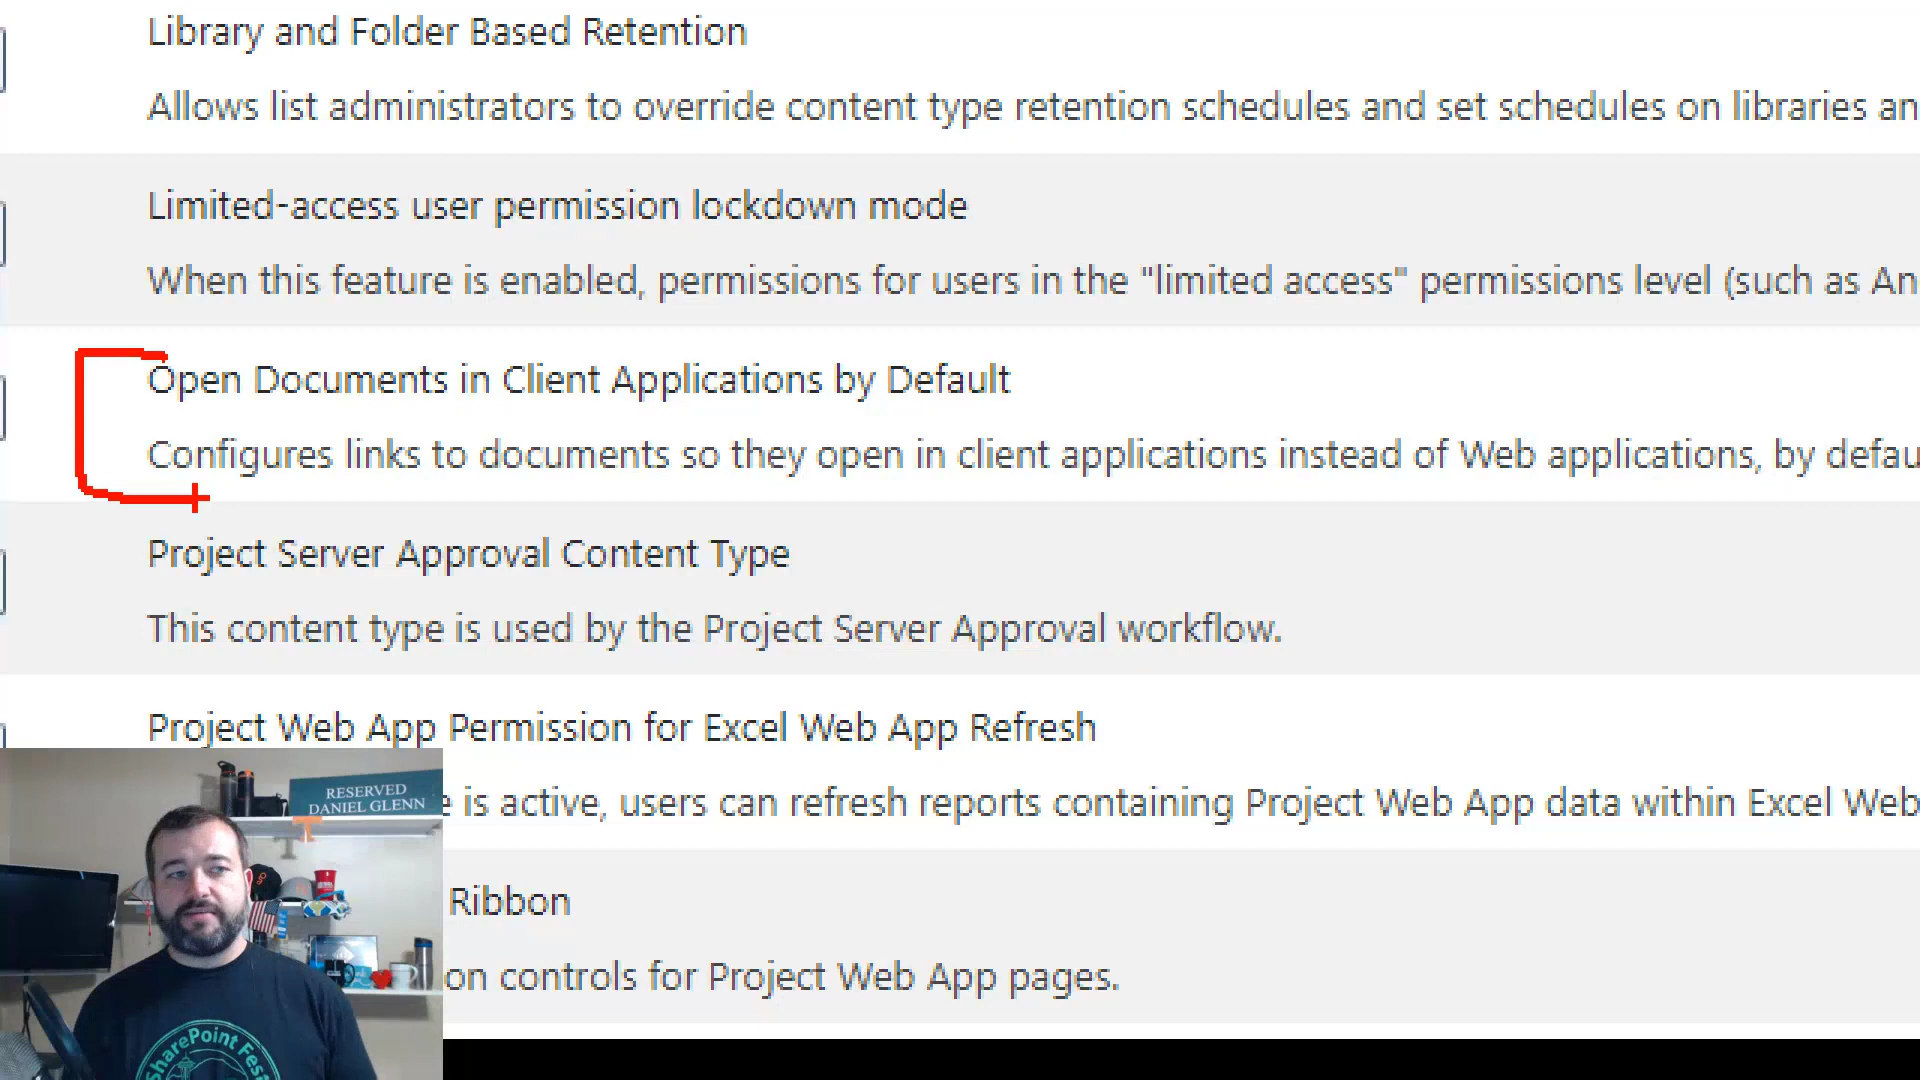 Library and Folder Based Retention
Allows list administrators to override content type retention schedules and set schedules on libraries an
Limited-access user permission lockdown mode
When this feature is enabled, permissions for users in the "limited access" permissions level (such as An
Open Documents in Client Applications by Default
Configures links to documents so they open in client applications instead of Web applications, by defau
Project Server Approval Content Type
This content type is used by the Project Server Approval workflow.
Project Web App Permission for Excel Web App Refresh
e is active, users can refresh reports containing Project Web App data within Excel Web
Ribbon
on controls for Project Web App pages.
RESERVED
DANIEL GLENN
SharePoint Fest